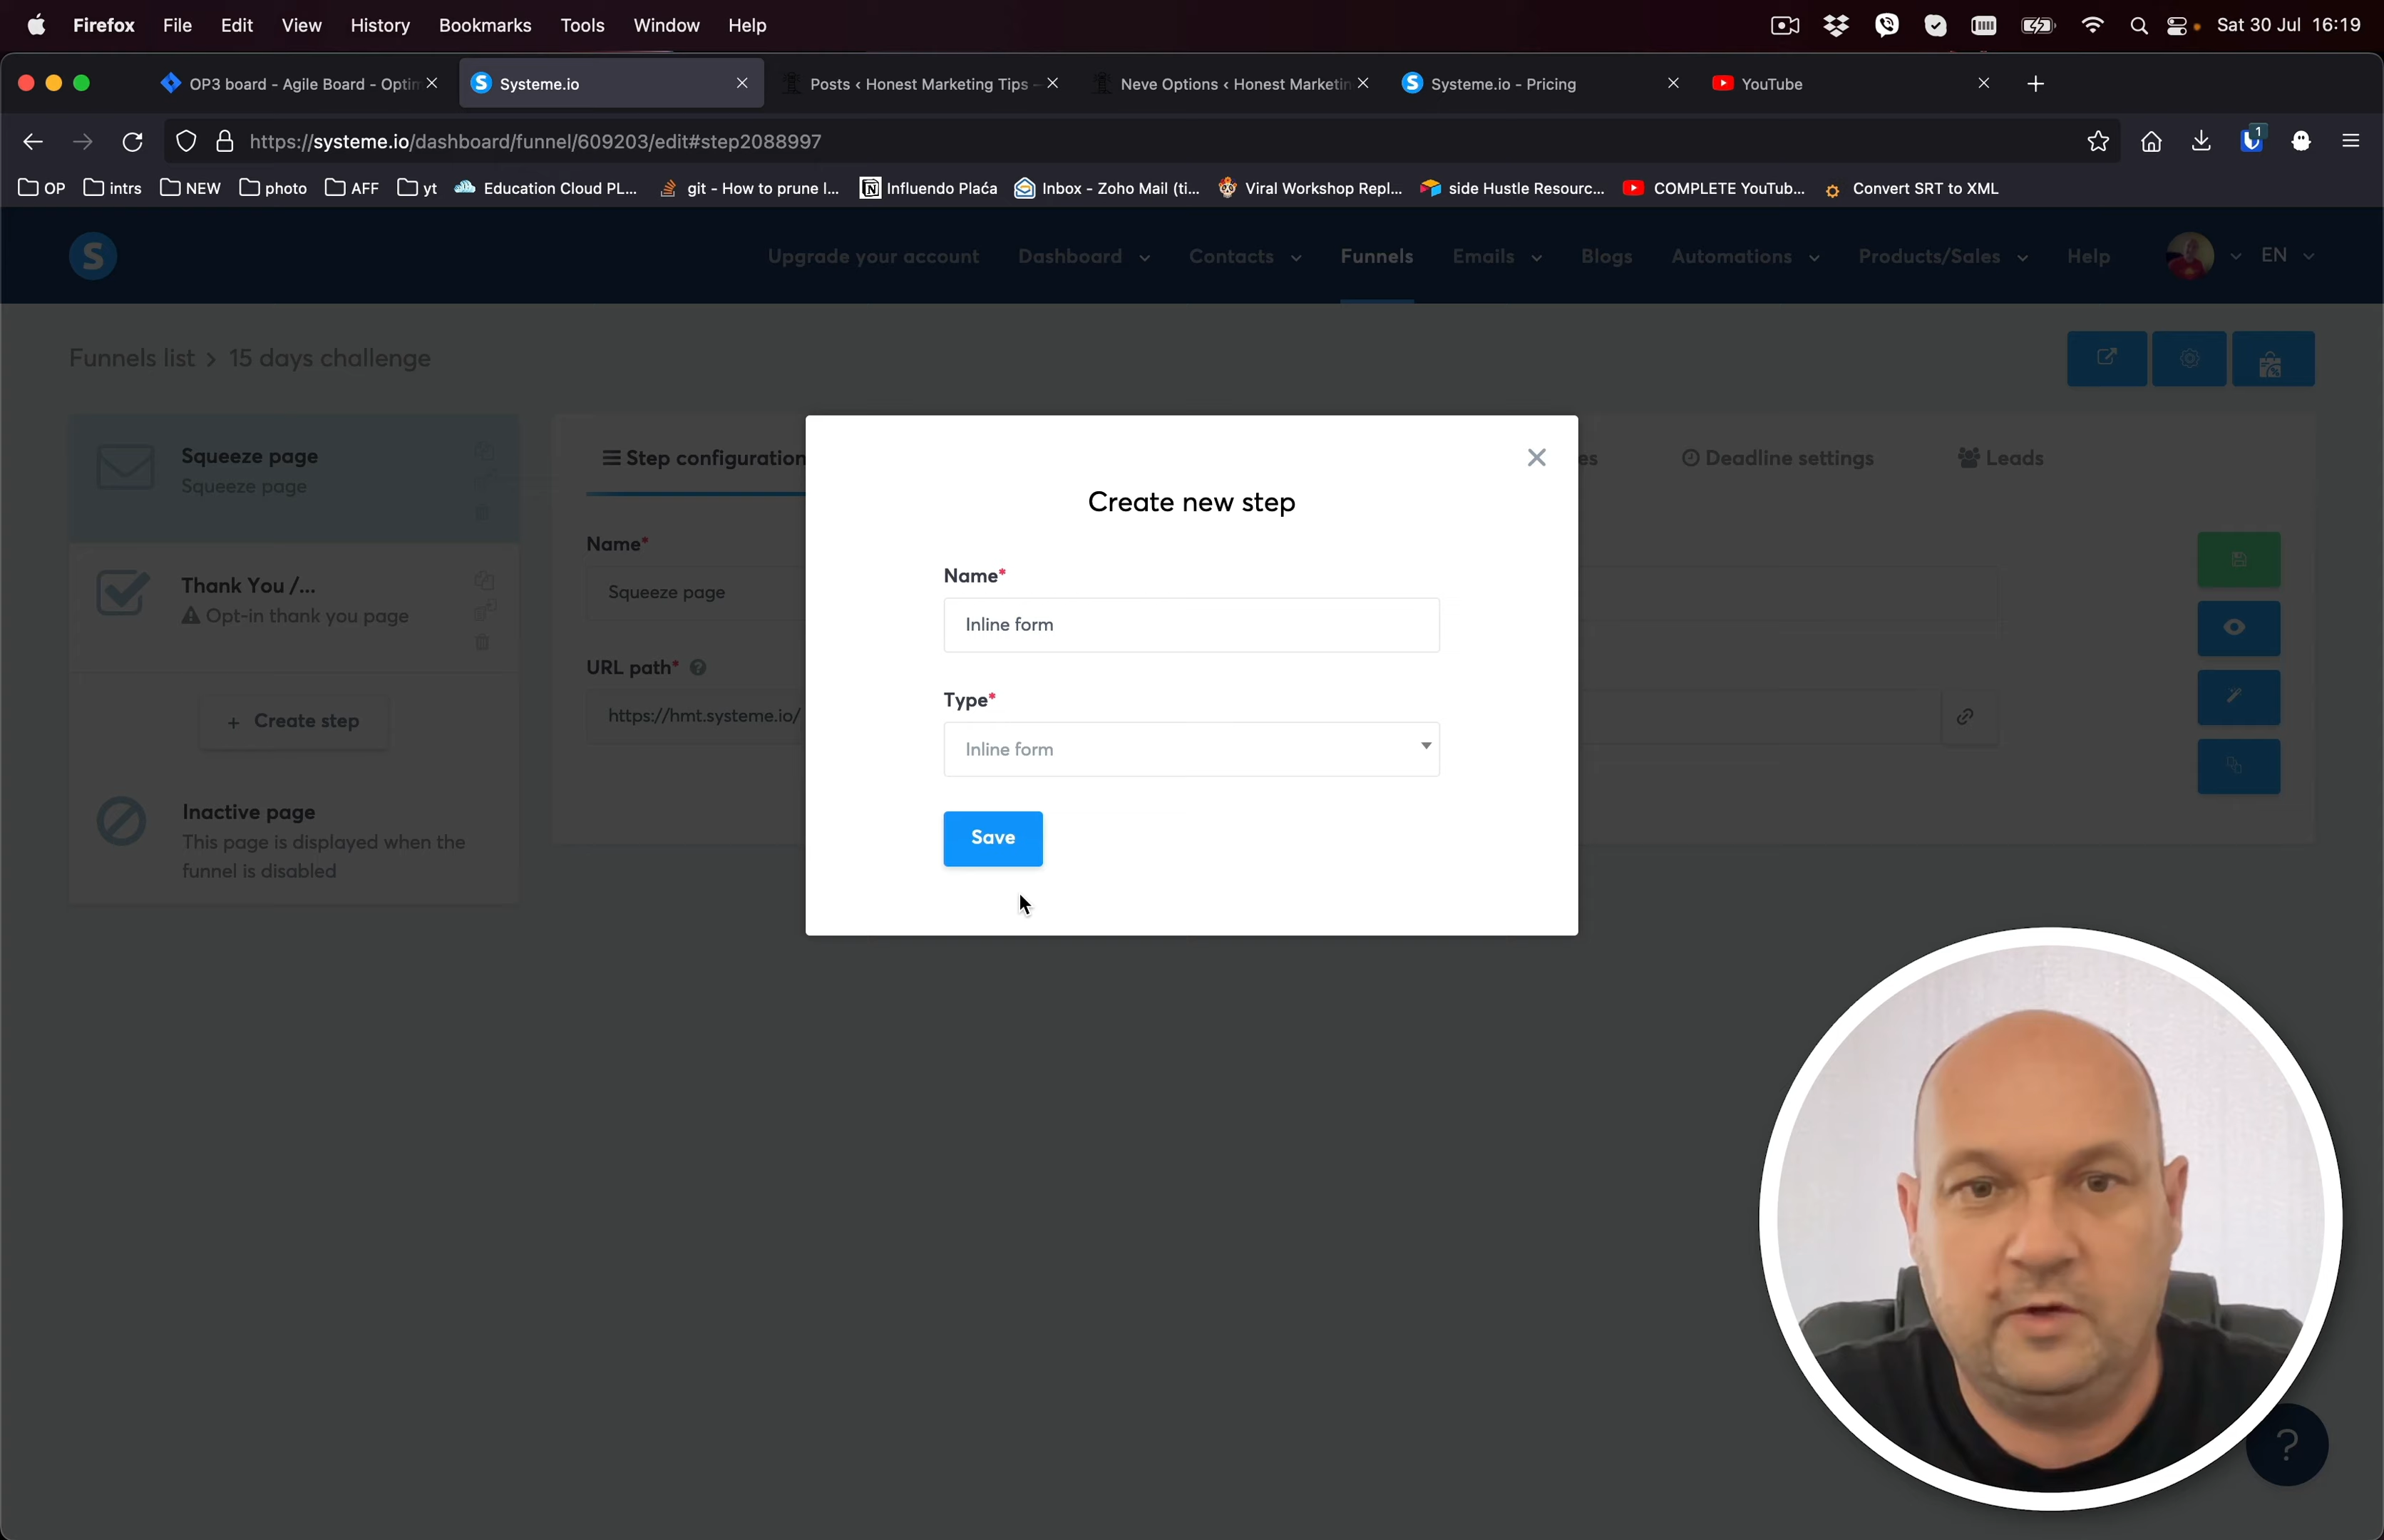 Firefox File Edit View History Bookmarks Tools Window Help Sat 30 Jul 16:19
OP3 board - Agile Board - Optim Systeme.io Posts ‹ Honest Marketing Tips - Neve Options ‹ Honest Marketin Systeme.io - Pricing YouTube
https://systeme.io/dashboard/funnel/609203/edit#step2088997 1
OP intrs NEW photo AFF yt Education Cloud PL... git - How to prune l... Influendo Plaća Inbox - Zoho Mail (ti... Viral Workshop Repl... side Hustle Resourc... COMPLETE YouTub... Convert SRT to XML
S Upgrade your account Dashboard Contacts Funnels Emails Blogs Automations Products/Sales Help EN
Funnels list > 15 days challenge
Squeeze page
Squeeze page
Thank You /...
Opt-in thank you page
+ Create step
Inactive page
This page is displayed when the
funnel is disabled
Step configuration es Deadline settings Leads
Name*
Squeeze page
URL path* ?
https://hmt.systeme.io/
Create new step
Name*
Inline form
Type*
Inline form
Save
?